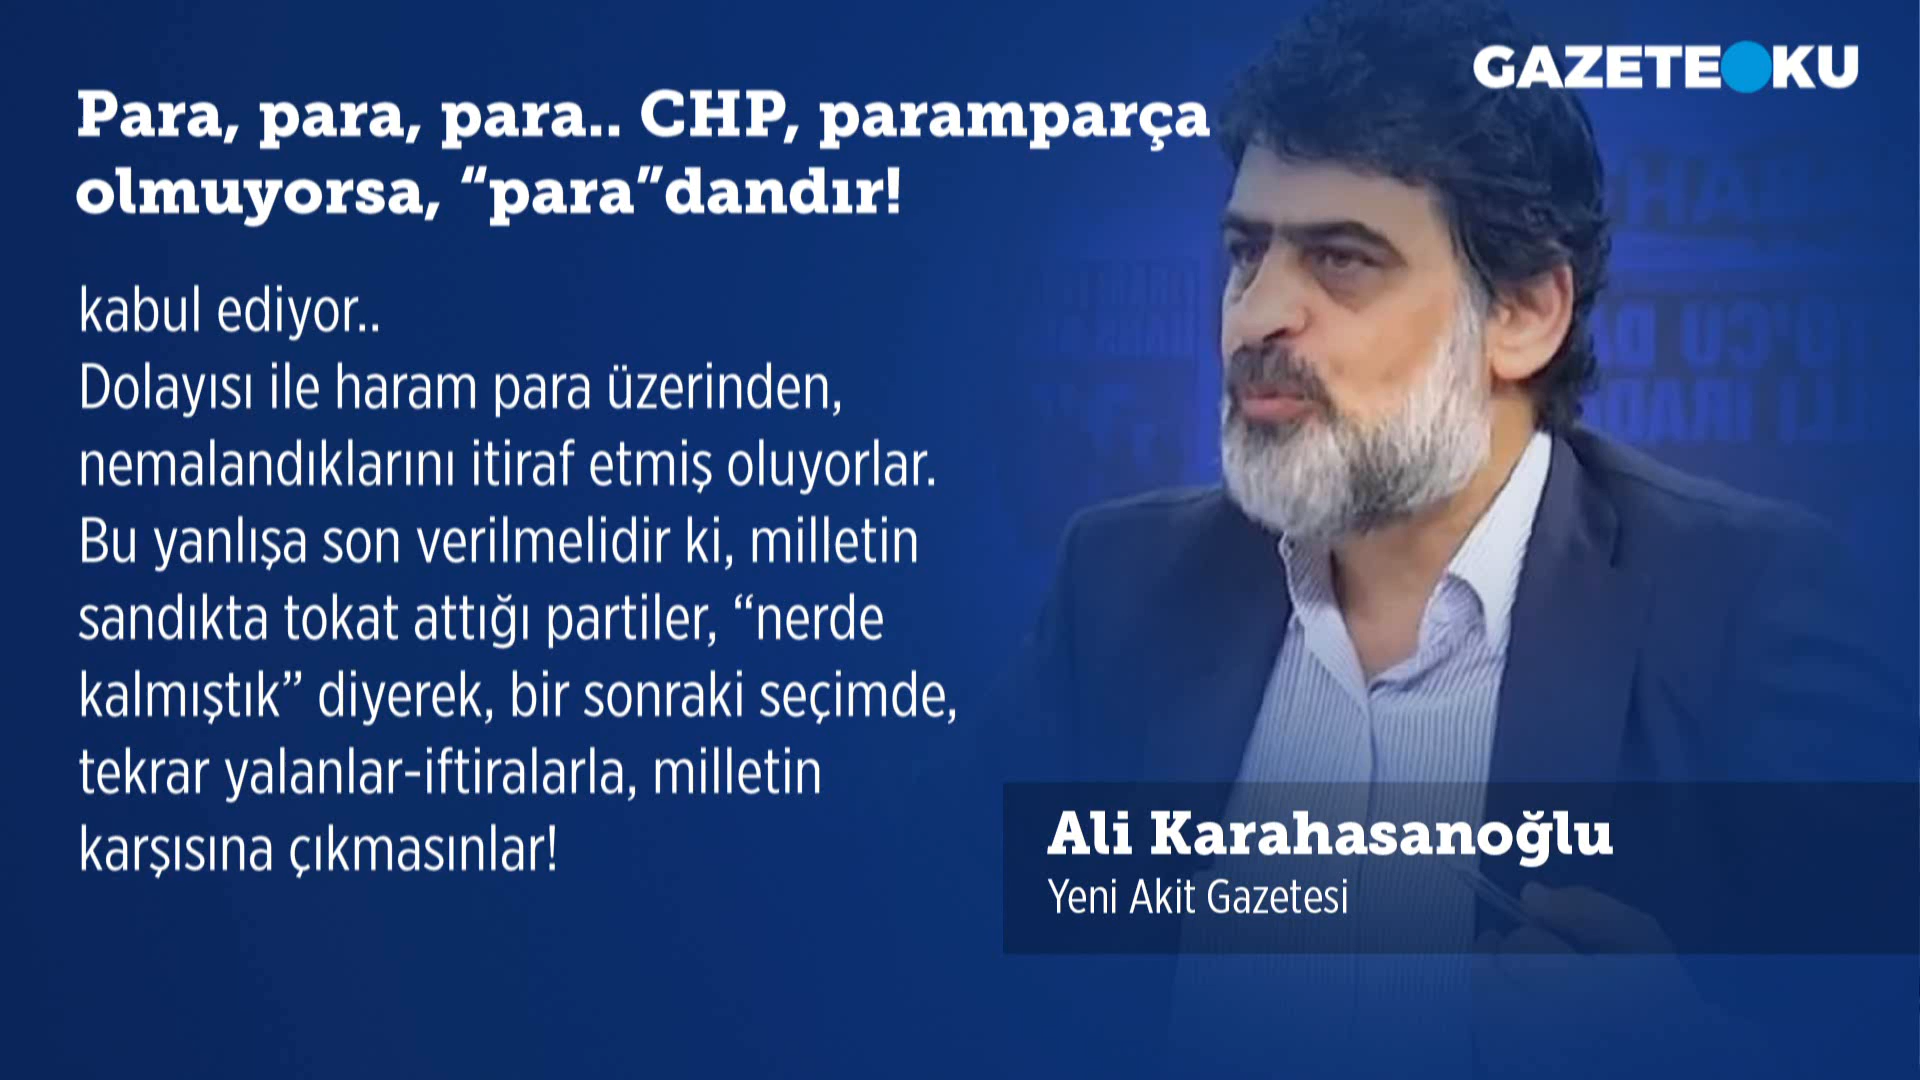 GAZETE OKU
Para, para, para.. CHP, paramparça
olmuyorsa, “para”dandır!
kabul ediyor..
Dolayısı ile haram para üzerinden,
nemalandıklarını itiraf etmiş oluyorlar.
Bu yanlışa son verilmelidir ki, milletin
sandıkta tokat attığı partiler, “nerde
kalmıştık” diyerek, bir sonraki seçimde,
tekrar yalanlar-iftiralarla, milletin
karşısına çıkmasınlar!
Ali Karahasanoğlu
Yeni Akit Gazetesi